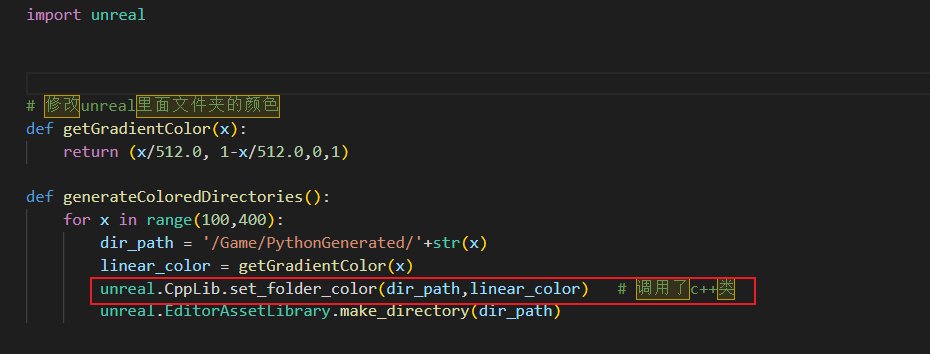 import unreal
# 修改unreal里面文件夹的颜色
def getGradientColor(x):
    return (x/512.0, 1-x/512.0,0,1)
def generateColoredDirectories():
    for x in range(100,400):
        dir_path = '/Game/PythonGenerated/'+str(x)
        linear_color = getGradientColor(x)
        unreal.CppLib.set_folder_color(dir_path,linear_color)   # 调用了c++类
        unreal.EditorAssetLibrary.make_directory(dir_path)